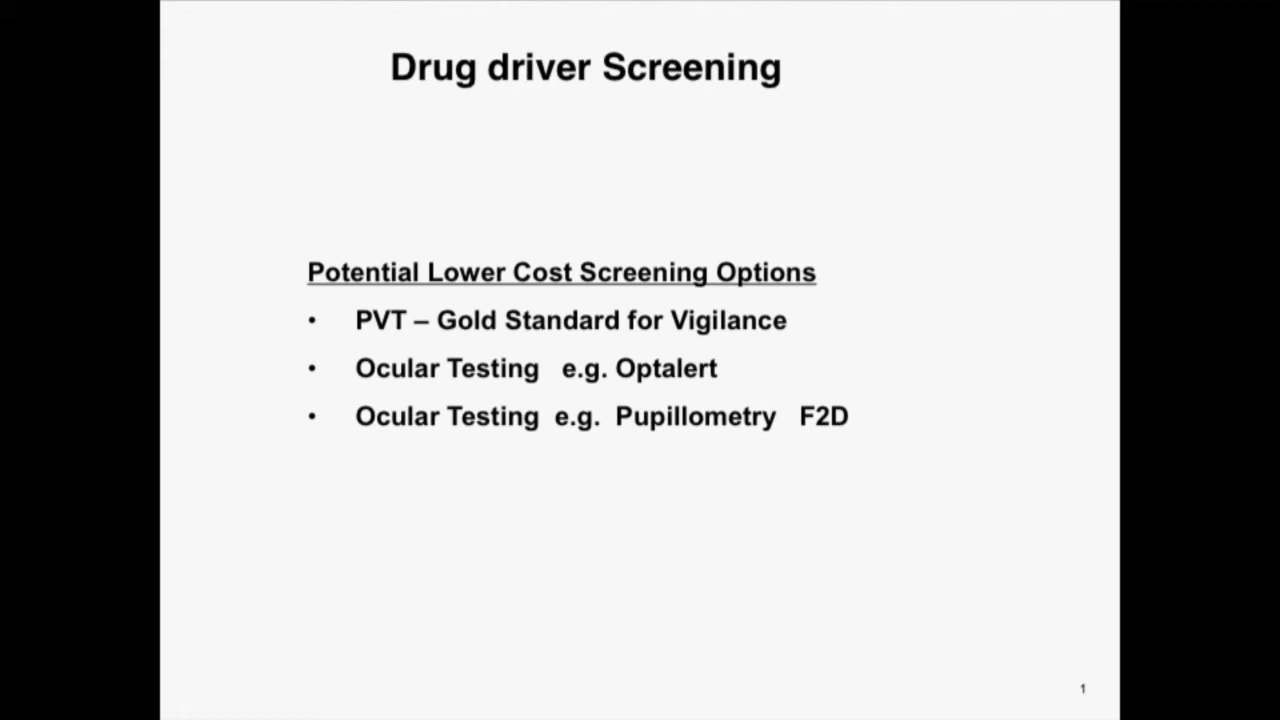 Drug driver Screening
Potential Lower Cost Screening Options
• PVT – Gold Standard for Vigilance
• Ocular Testing e.g. Optalert
• Ocular Testing e.g. Pupillometry F2D
1